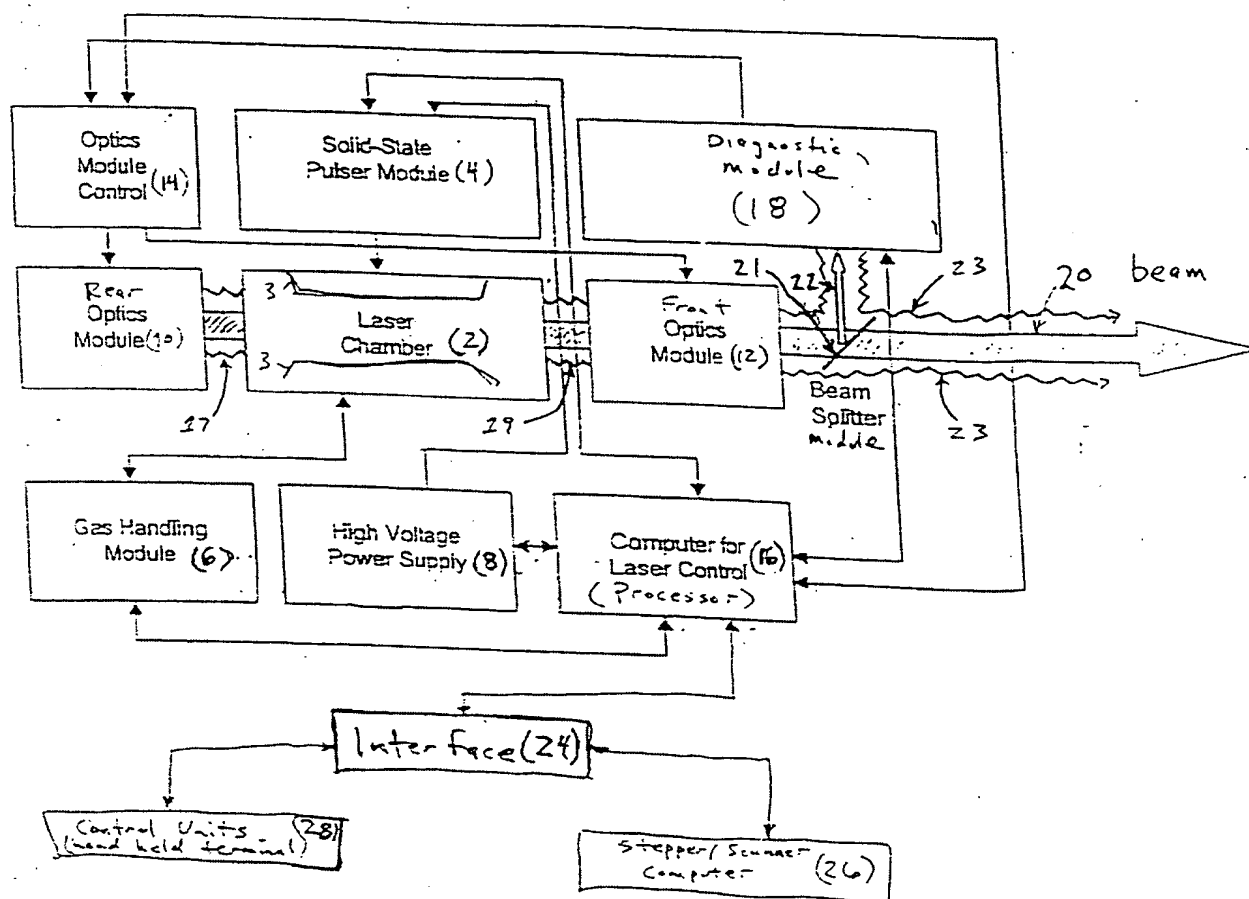 Optics
Module
Control (14)
Solid-State
Pulser Module (4)
Diagnostic
module
(18)
Rear
Optics
Module (10)
3
3
Laser
Chamber (2)
Front
Optics
Module (12)
21
22
23
20 beam
Beam
Splitter
module
23
17
19
Gas Handling
Module (6)
High Voltage
Power Supply (8)
Computer for
Laser Control (16)
(Processor)
Interface (24)
Control Units (28)
(hand held terminal)
Stepper/Scanner
Computer (26)